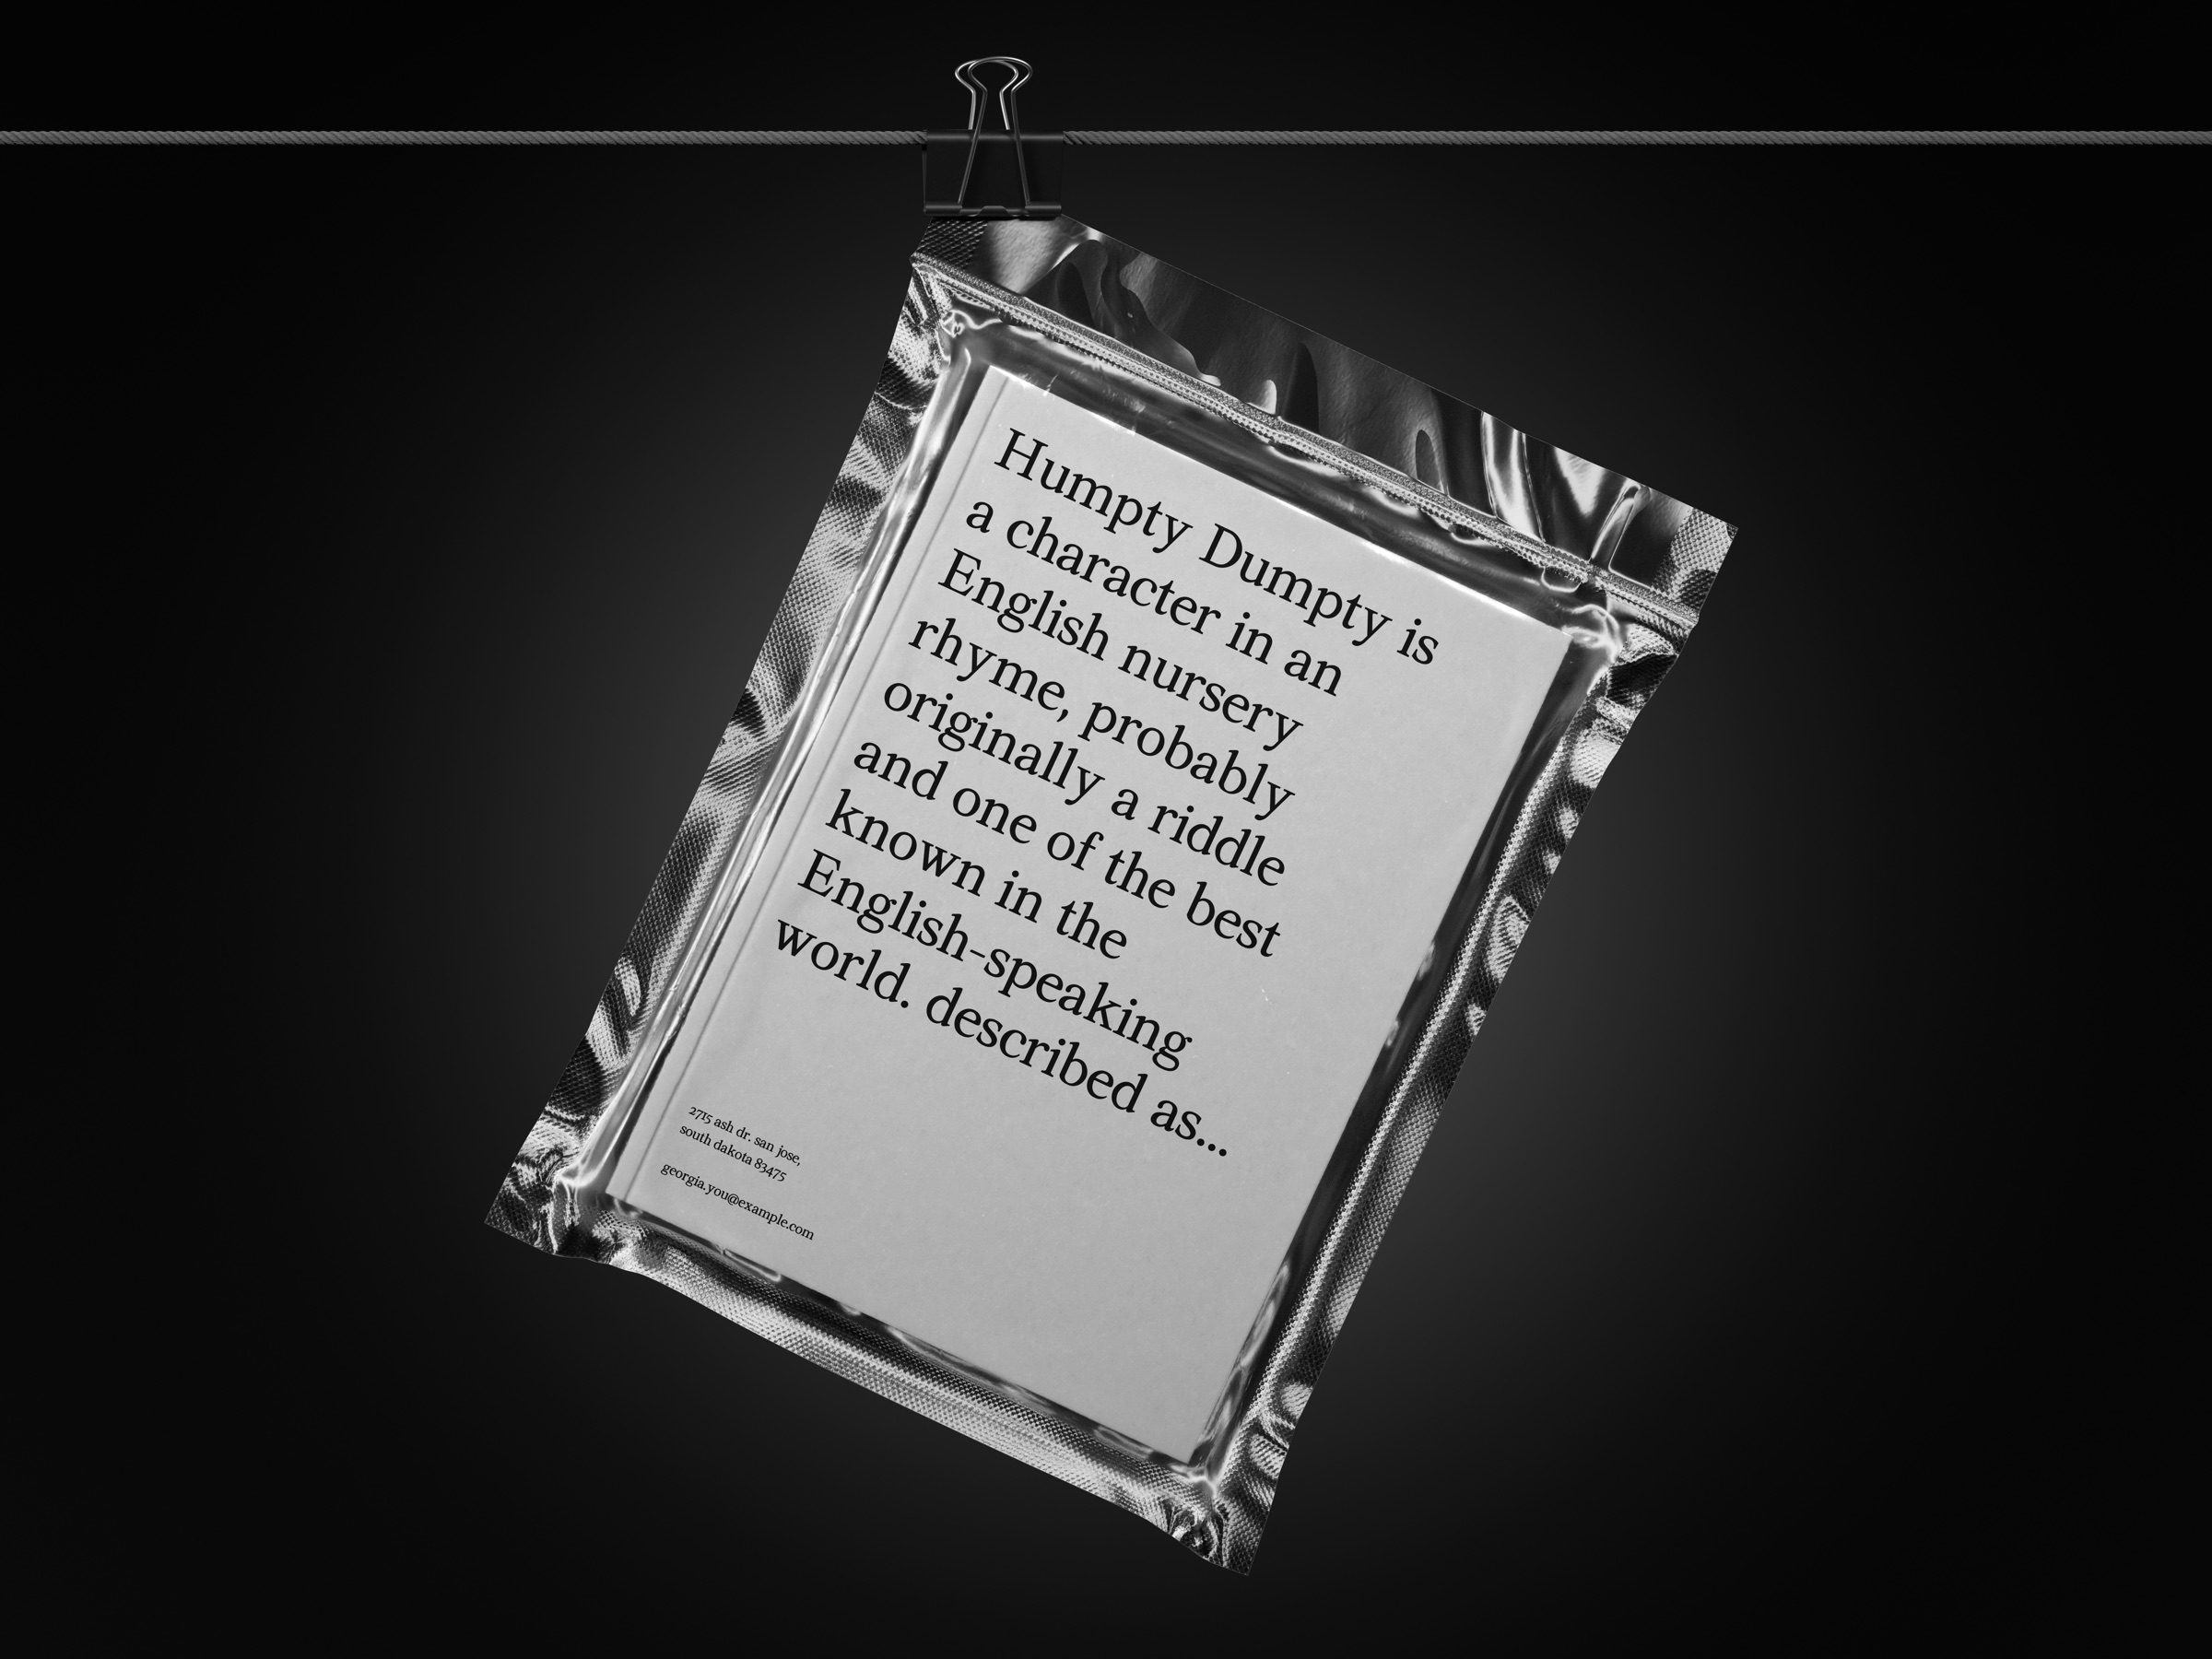 Humpty Dumpty is
a character in an
English nursery
rhyme, probably
originally a riddle
and one of the best
known in the
English-speaking
world. described as...
2715 ash dr. san jose,
south dakota 83475
georgia.you@example.com